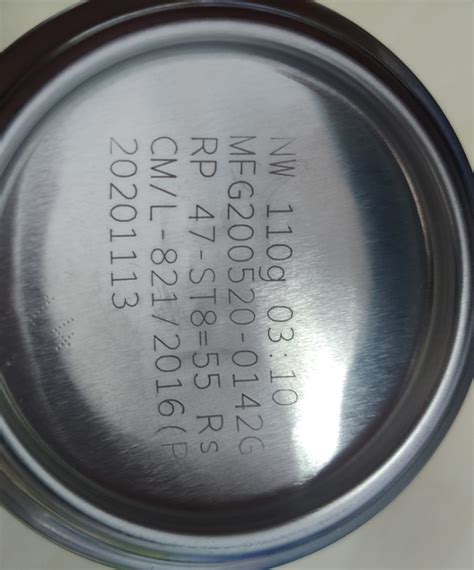 NW 110g 03:10
MFG200520-0142G
RP 47-ST8=55 Rs
CM/L-821/2016(P
20201113